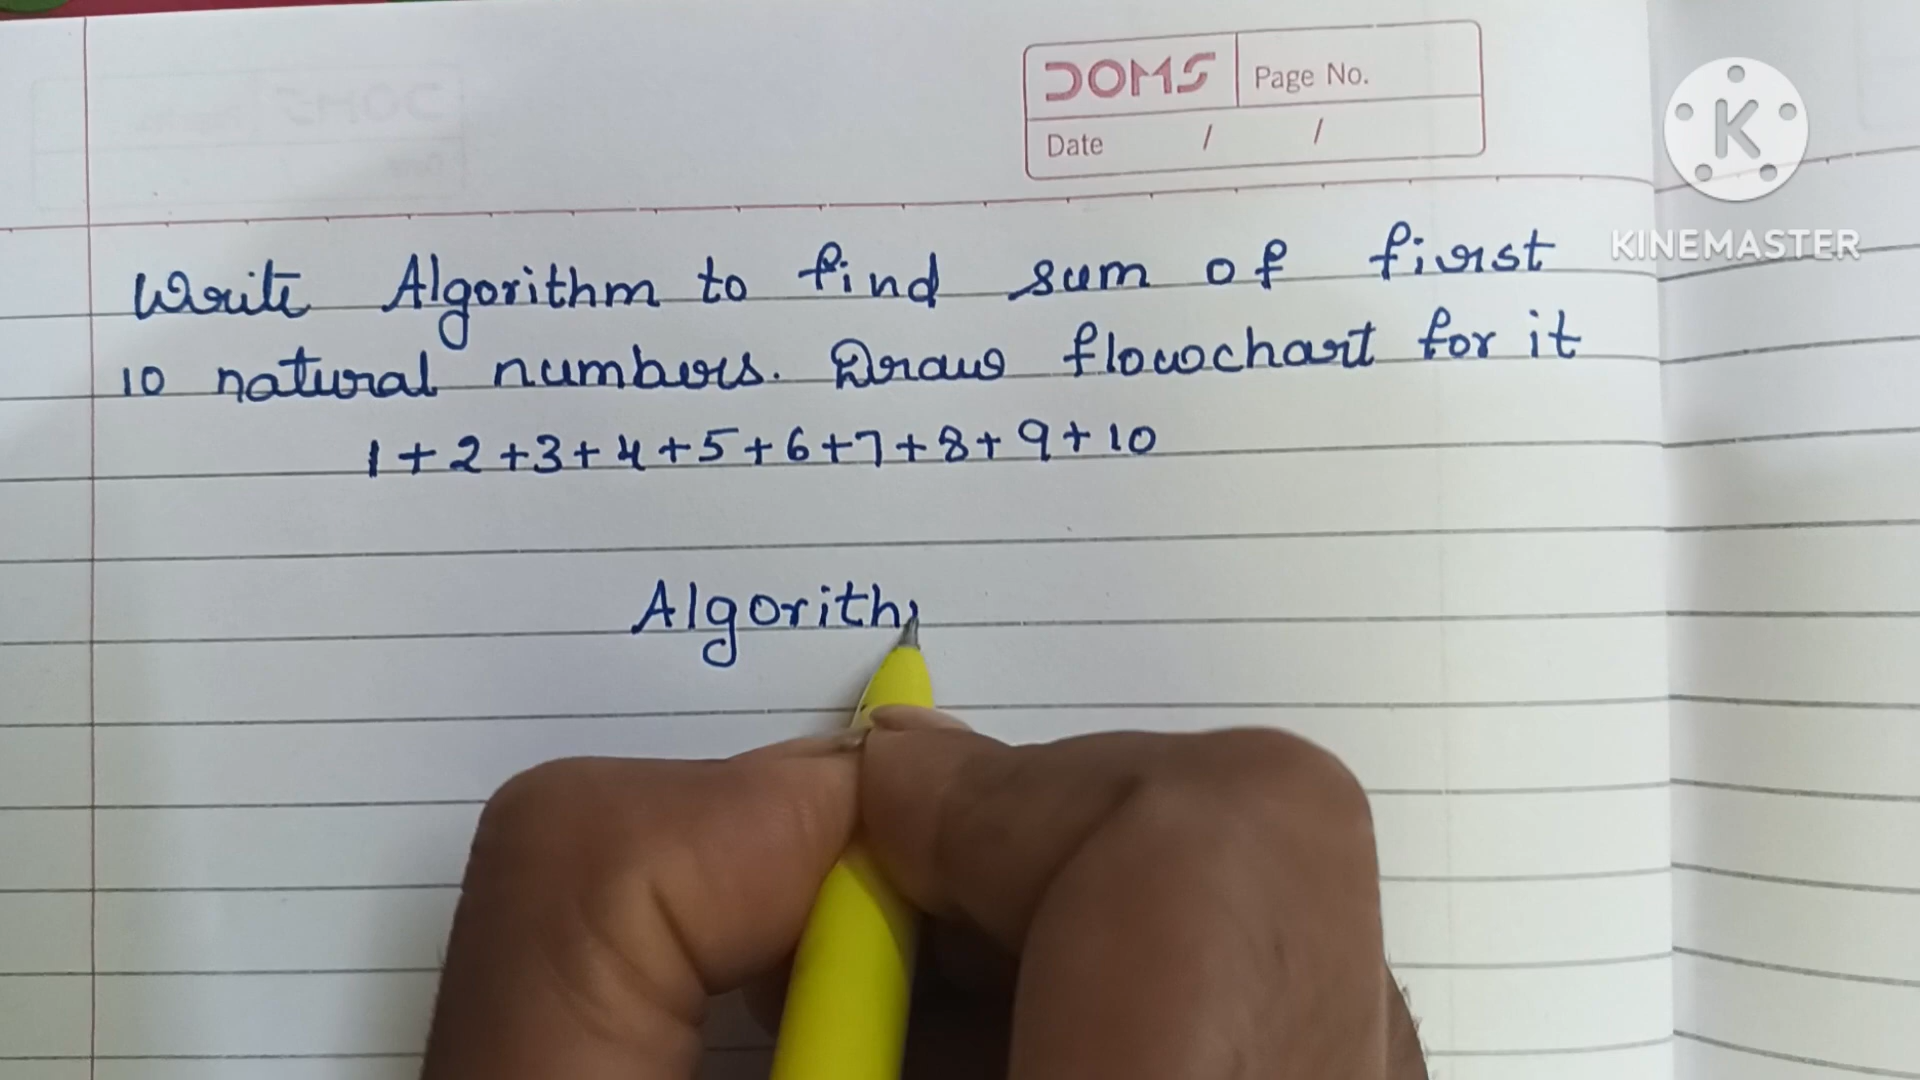 DOMS Page No.
Date / /
K
KINEMASTER
Write Algorithm to find sum of first
10 natural numbers. Draw flowchart for it
1+2+3+4+5+6+7+8+9+10
Algorith